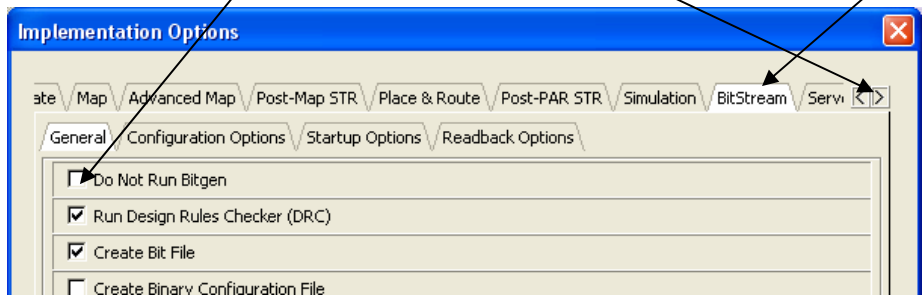 Implementation Options
ate Map Advanced Map Post-Map STR Place & Route Post-PAR STR Simulation BitStream Serv
General Configuration Options Startup Options Readback Options
Do Not Run Bitgen
Run Design Rules Checker (DRC)
Create Bit File
Create Binary Configuration File